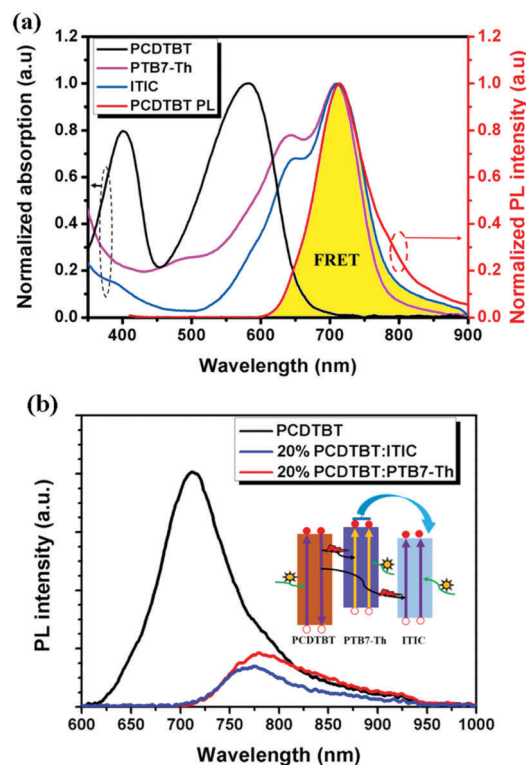 (a)
PCDTBT
PTB7-Th
ITIC
PCDTBT PL
FRET
Normalized absorption (a.u)
1.2
1.0
0.8
0.6
0.4
0.2
0.0
Normalized PL intensity (a.u)
1.2
1.0
0.8
0.6
0.4
0.2
0.0
400 500 600 700 800 900
Wavelength (nm)
(b)
PCDTBT
20% PCDTBT:ITIC
20% PCDTBT:PTB7-Th
PL intensity (a.u.)
PCDTBT PTB7-Th ITIC
600 650 700 750 800 850 900 950 1000
Wavelength (nm)